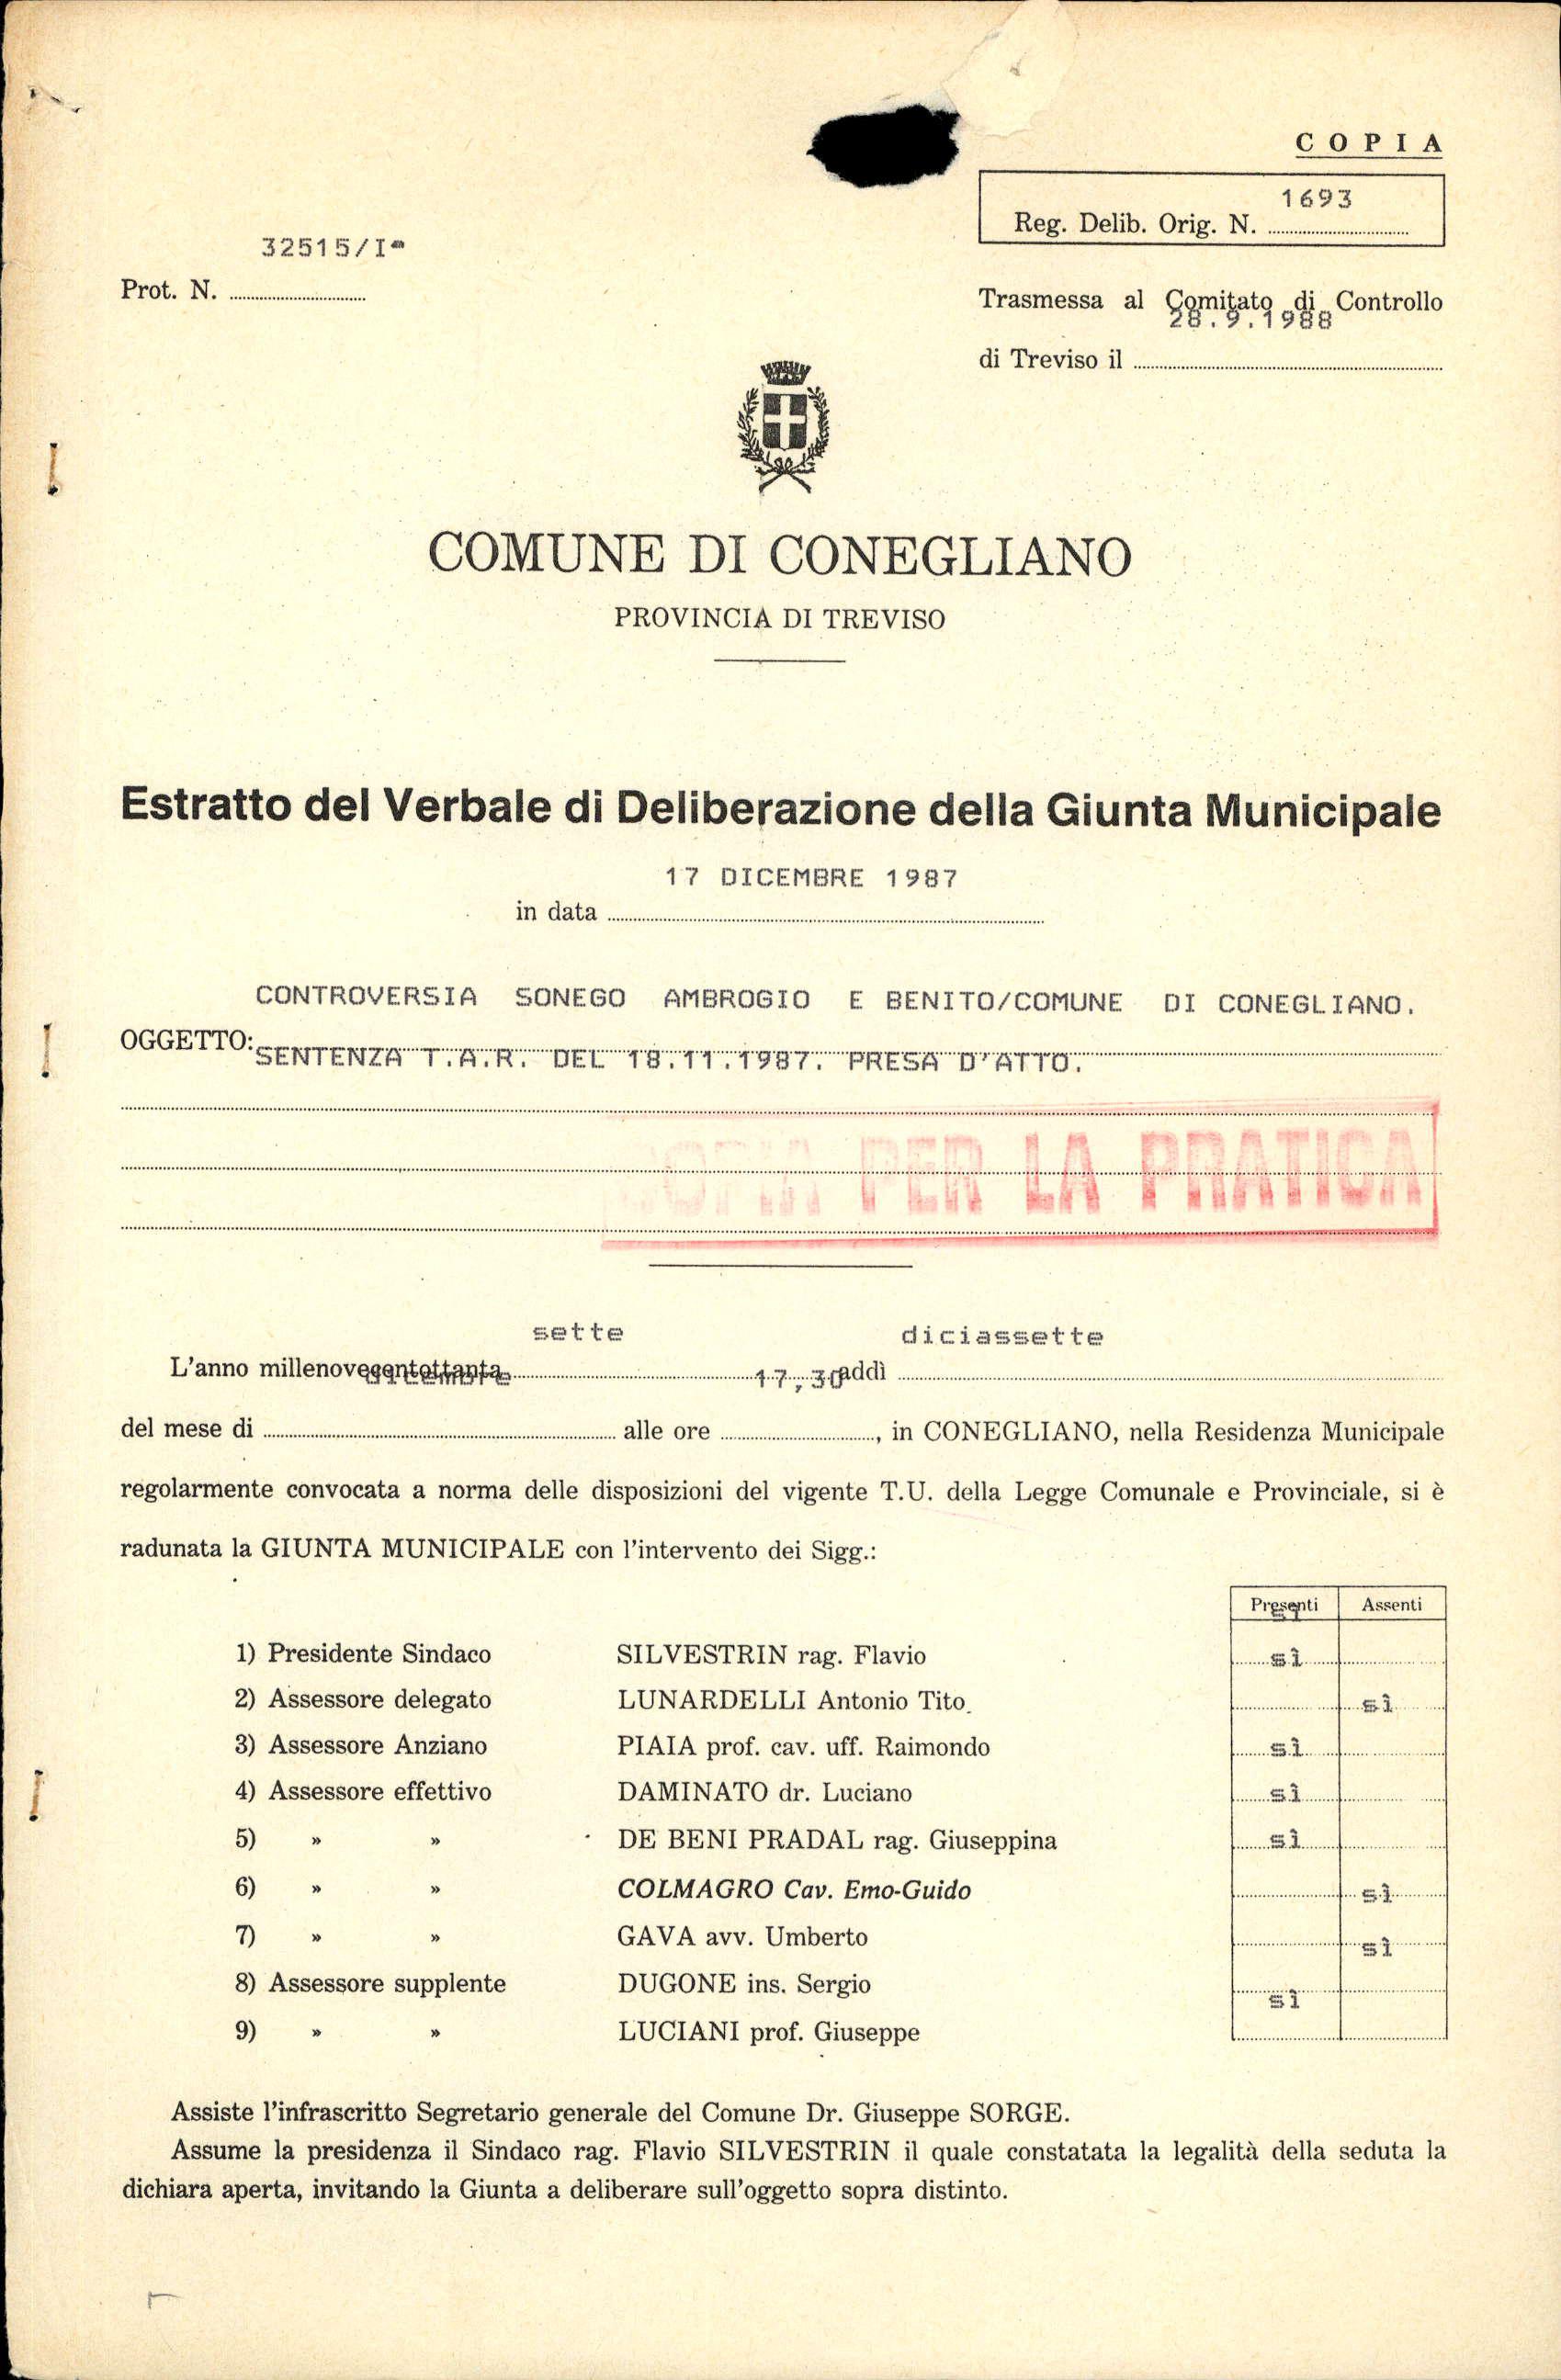 COPIA
1693
Reg. Delib. Orig. N.
32515/Iª
Prot. N.
Trasmessa al Comitato di Controllo
28.9.1988
di Treviso il
COMUNE DI CONEGLIANO
PROVINCIA DI TREVISO
Estratto del Verbale di Deliberazione della Giunta Municipale
17 DICEMBRE 1987
in data
CONTROVERSIA SONEGO AMBROGIO E BENITO/COMUNE DI CONEGLIANO.
OGGETTO: SENTENZA T.A.R. DEL 18.11.1987. PRESA D'ATTO.
COPIA PER LA PRATICA
sette diciassette
L'anno millenovecentottanta addì
dicembre 17,30
del mese di alle ore , in CONEGLIANO, nella Residenza Municipale
regolarmente convocata a norma delle disposizioni del vigente T.U. della Legge Comunale e Provinciale, si è
radunata la GIUNTA MUNICIPALE con l'intervento dei Sigg.:
Presenti Assenti
1) Presidente Sindaco SILVESTRIN rag. Flavio sì
2) Assessore delegato LUNARDELLI Antonio Tito sì
3) Assessore Anziano PIAIA prof. cav. uff. Raimondo sì
4) Assessore effettivo DAMINATO dr. Luciano sì
5) » » DE BENI PRADAL rag. Giuseppina sì
6) » » COLMAGRO Cav. Emo-Guido sì
7) » » GAVA avv. Umberto sì
8) Assessore supplente DUGONE ins. Sergio sì
9) » » LUCIANI prof. Giuseppe
Assiste l'infrascritto Segretario generale del Comune Dr. Giuseppe SORGE.
Assume la presidenza il Sindaco rag. Flavio SILVESTRIN il quale constatata la legalità della seduta la
dichiara aperta, invitando la Giunta a deliberare sull'oggetto sopra distinto.